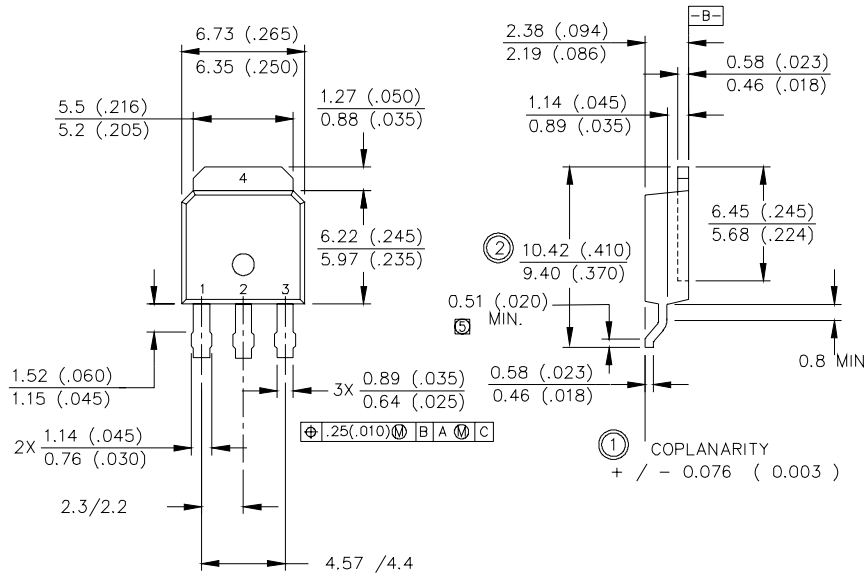 6.73 (.265)
6.35 (.250)
5.5 (.216)
5.2 (.205)
1.27 (.050)
0.88 (.035)
4
6.22 (.245)
5.97 (.235)
1 2 3
1.52 (.060)
1.15 (.045)
2X 1.14 (.045)
0.76 (.030)
3X 0.89 (.035)
0.64 (.025)
⌖ .25(.010)Ⓜ B A Ⓜ C
2.3/2.2
4.57 /4.4
2.38 (.094)
2.19 (.086)
-B-
0.58 (.023)
0.46 (.018)
1.14 (.045)
0.89 (.035)
6.45 (.245)
5.68 (.224)
2 10.42 (.410)
9.40 (.370)
0.51 (.020)
5 MIN.
0.8 MIN
0.58 (.023)
0.46 (.018)
1 COPLANARITY
+ / - 0.076 ( 0.003 )